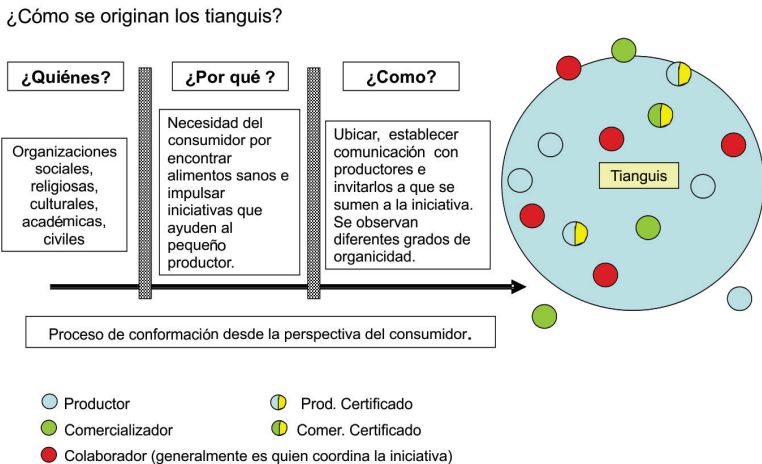 ¿Cómo se originan los tianguis?
¿Quiénes?
¿Por qué ?
¿Como?
Organizaciones
sociales,
religiosas,
culturales,
académicas,
civiles
Necesidad del
consumidor por
encontrar
alimentos sanos e
impulsar
iniciativas que
ayuden al
pequeño
productor.
Ubicar, establecer
comunicación con
productores e
invitarlos a que se
sumen a la iniciativa.
Se observan
diferentes grados de
organicidad.
Tianguis
Proceso de conformación desde la perspectiva del consumidor.
Productor
Prod. Certificado
Comercializador
Comer. Certificado
Colaborador (generalmente es quien coordina la iniciativa)